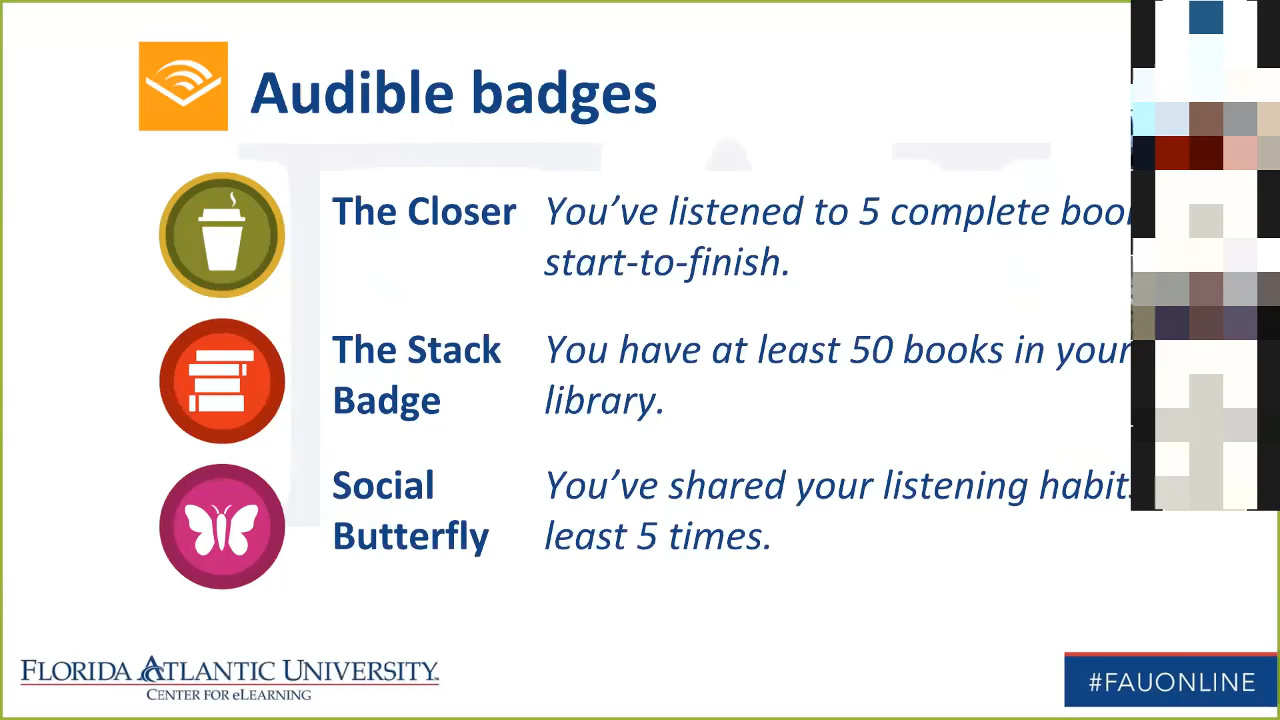 Audible badges
The Closer
You’ve listened to 5 complete
start-to-finish.
The Stack
Badge
You have at least 50 books in your
library.
Social
Butterfly
You’ve shared your listening
least 5 times.
FLORIDA ATLANTIC UNIVERSITY
CENTER FOR eLEARNING
#FAUONLINE